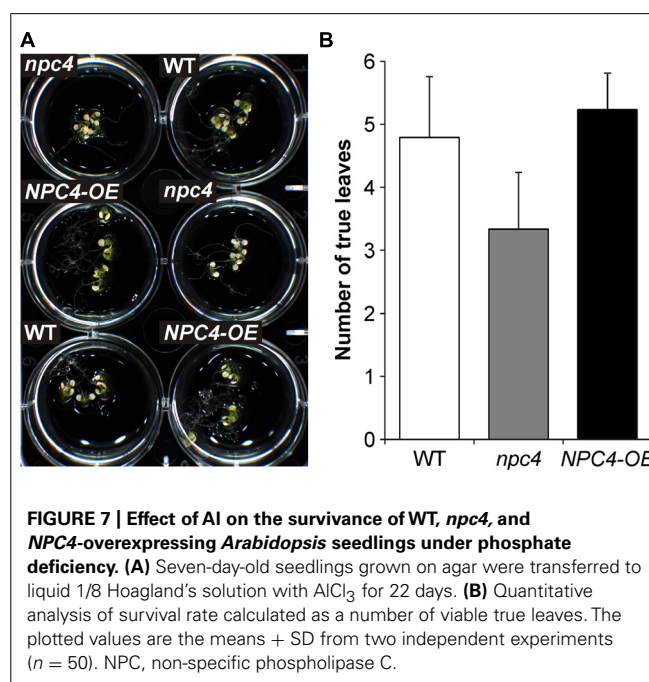 A
B
npc4
WT
NPC4-OE
npc4
WT
NPC4-OE
Number of true leaves
6
5
4
3
2
1
0
WT
npc4
NPC4-OE
FIGURE 7 | Effect of Al on the survivance of WT, npc4, and
NPC4-overexpressing Arabidopsis seedlings under phosphate
deficiency. (A) Seven-day-old seedlings grown on agar were transferred to
liquid 1/8 Hoagland's solution with AlCl₃ for 22 days. (B) Quantitative
analysis of survival rate calculated as a number of viable true leaves. The
plotted values are the means + SD from two independent experiments
(n = 50). NPC, non-specific phospholipase C.